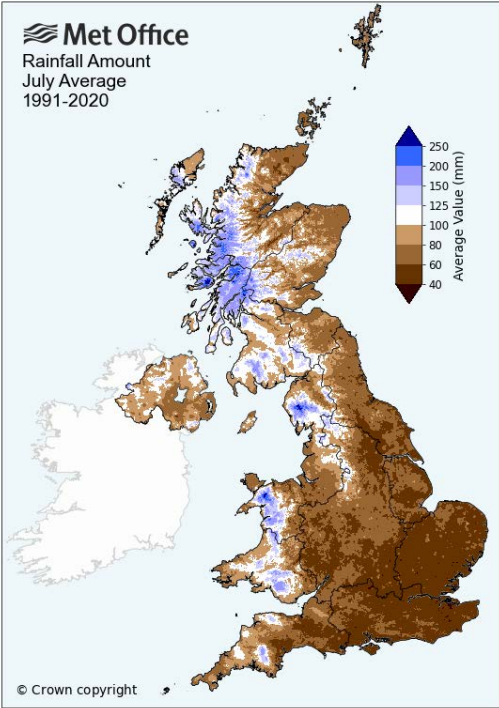 Met Office
Rainfall Amount
July Average
1991-2020
250
200
150
125
100
80
60
40
Average Value (mm)
© Crown copyright